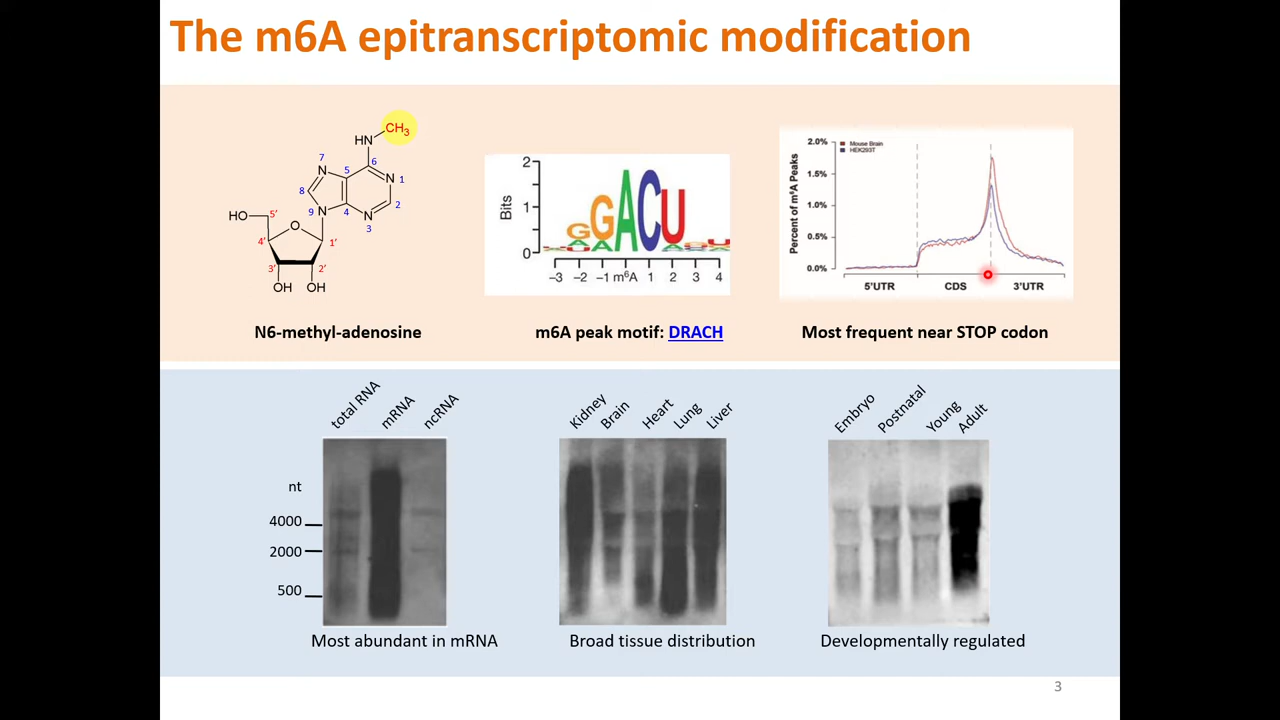 The m6A epitranscriptomic modification
HN
CH3
7
5
6
N
N
1
8
9
N
4
N
2
3
HO
5'
O
4'
1'
3'
2'
OH
OH
N6-methyl-adenosine
2
1
0
Bits
GGACU
–3 –2 –1 m6A 1 2 3 4
m6A peak motif: DRACH
Mouse Brain
HEK293T
Percent of m6A Peaks
2.0%
1.5%
1.0%
0.5%
0.0%
5'UTR
CDS
3'UTR
Most frequent near STOP codon
total RNA
mRNA
ncRNA
nt
4000
2000
500
Most abundant in mRNA
Kidney
Brain
Heart
Lung
Liver
Broad tissue distribution
Embryo
Postnatal
Young
Adult
Developmentally regulated
3